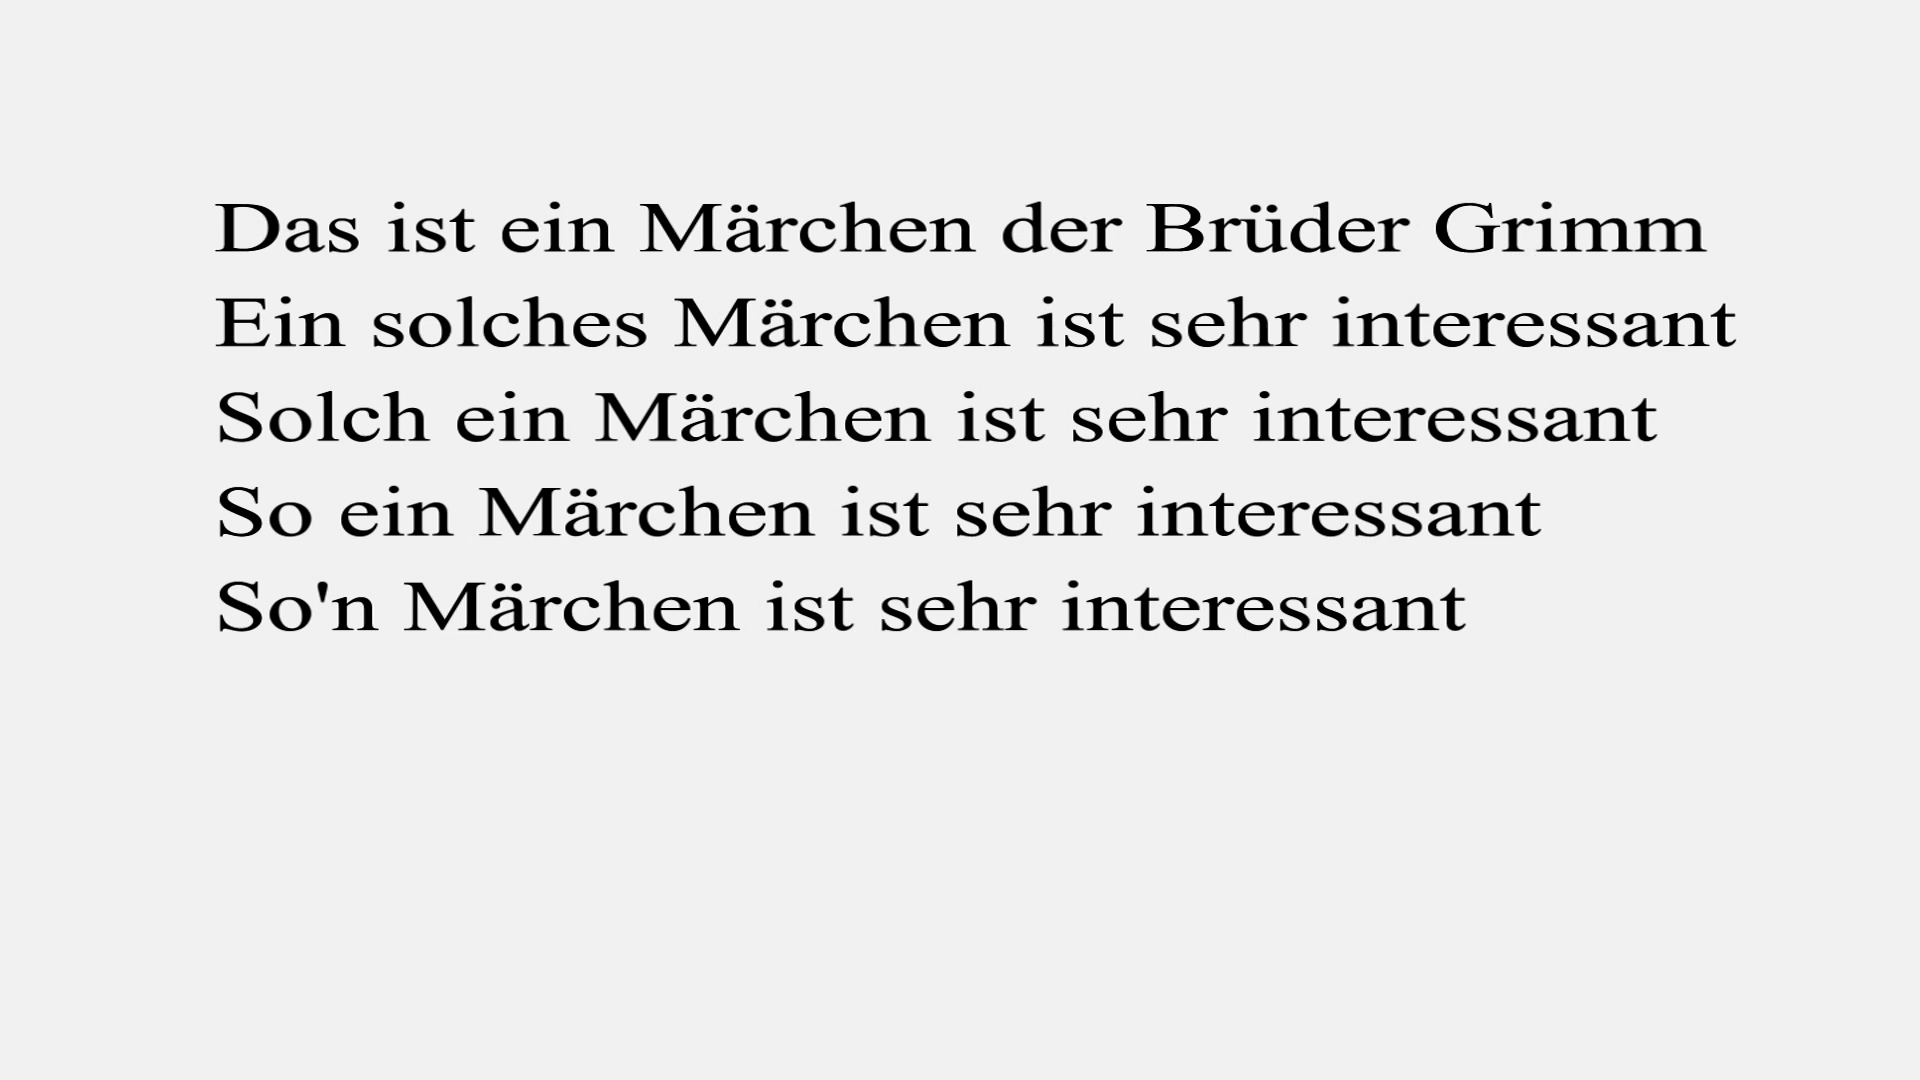 Das ist ein Märchen der Brüder Grimm
Ein solches Märchen ist sehr interessant
Solch ein Märchen ist sehr interessant
So ein Märchen ist sehr interessant
So'n Märchen ist sehr interessant